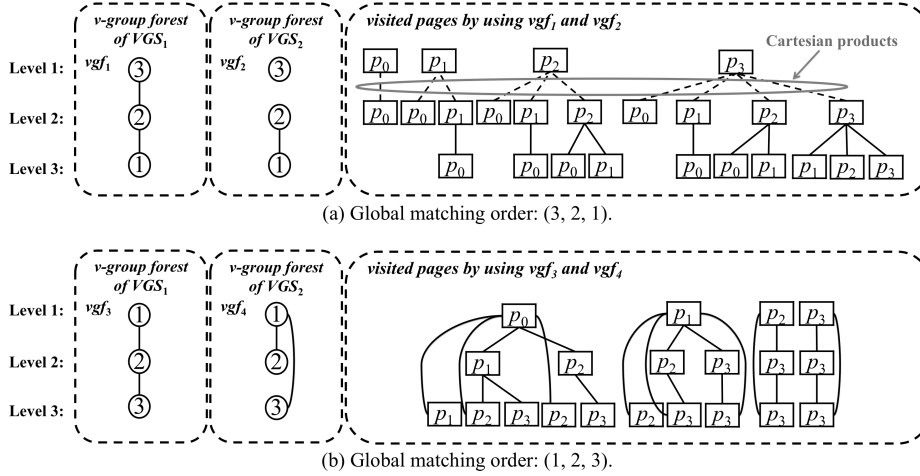 v-group forest of VGS1
v-group forest of VGS2
visited pages by using vgf1 and vgf2
Cartesian products
Level 1: vgf1 3 vgf2 3 p0 p1 p2 p3
Level 2: 2 2 p0 p0 p1 p0 p1 p2 p0 p1 p2 p3
Level 3: 1 1 p0 p0 p0 p1 p0 p0 p1 p1 p2 p3
(a) Global matching order: (3, 2, 1).
v-group forest of VGS1
v-group forest of VGS2
visited pages by using vgf3 and vgf4
Level 1: vgf3 1 vgf4 1 p0 p1 p2 p3
Level 2: 2 2 p1 p2 p2 p3 p3 p3
Level 3: 3 3 p1 p2 p3 p2 p3 p2 p3 p3 p3 p3
(b) Global matching order: (1, 2, 3).